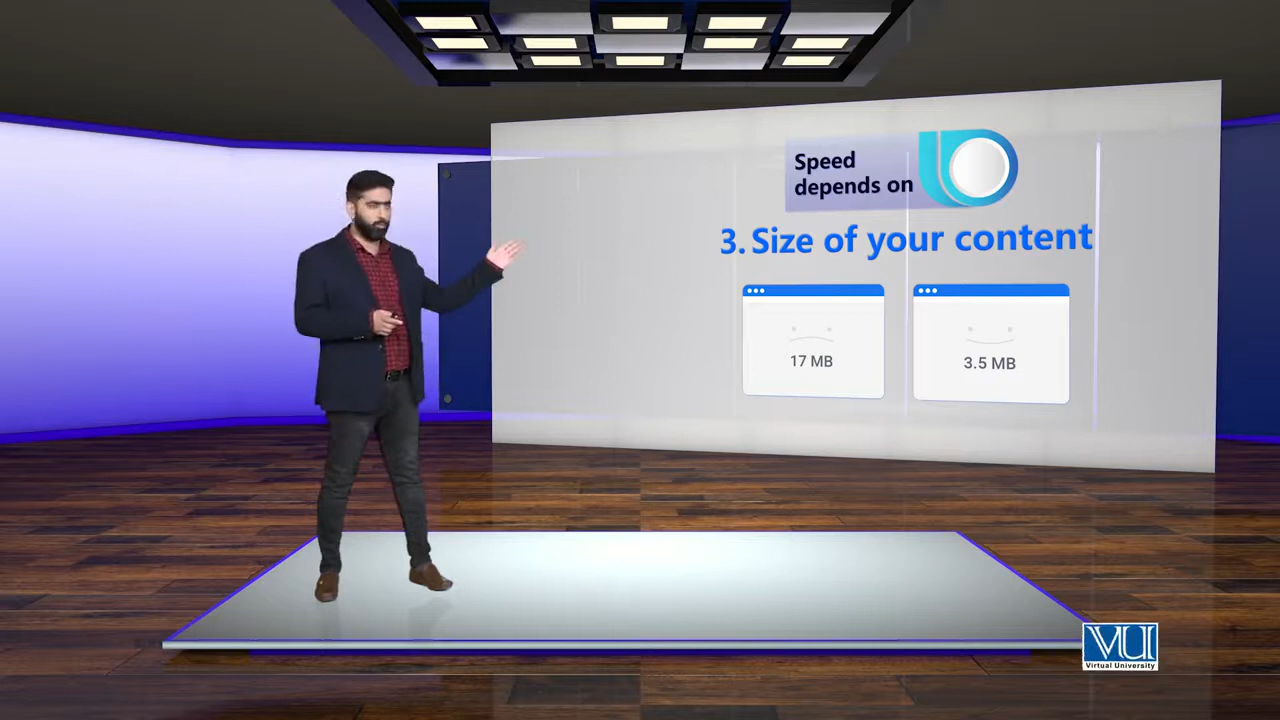 Speed
depends on
3. Size of your content
17 MB
3.5 MB
VU
Virtual University